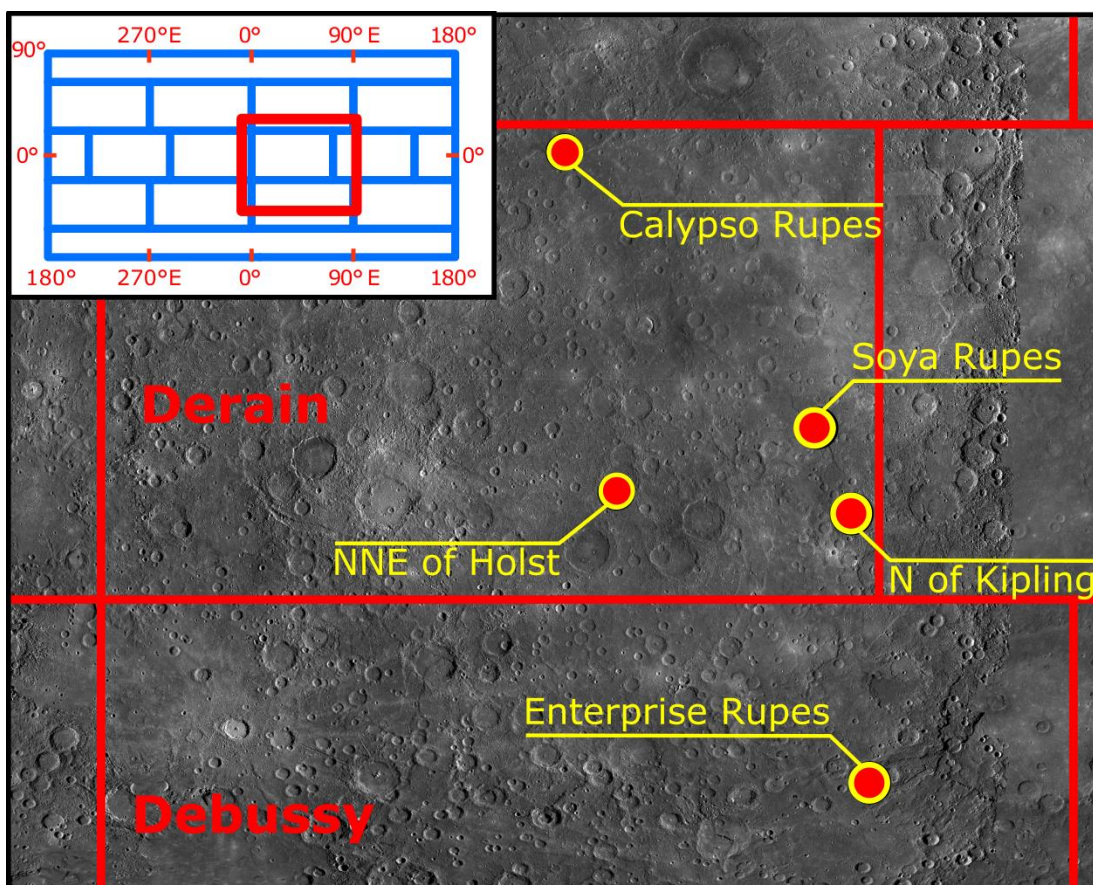 270°E 0° 90° E 180°
90°
0° 0°
180° 270°E 0° 90° E 180°
Calypso Rupes
Soya Rupes
Derain
NNE of Holst
N of Kipling
Enterprise Rupes
Debussy